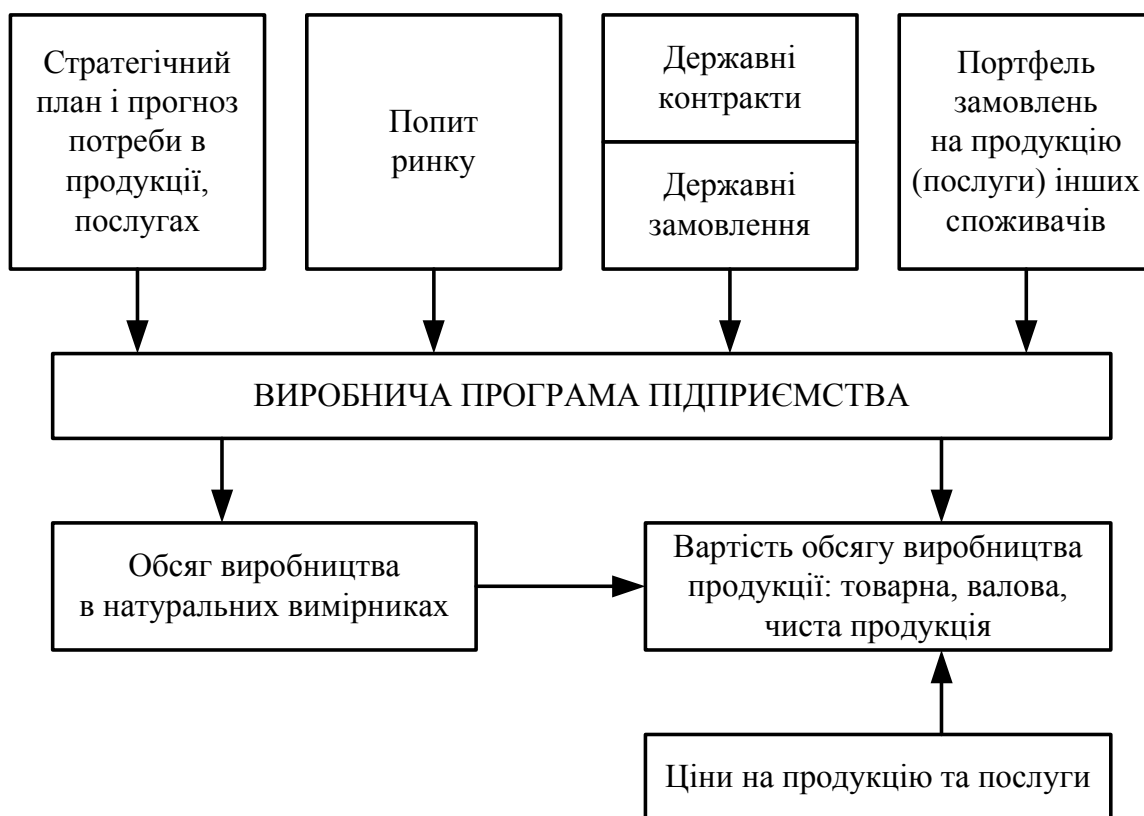 Стратегічний
план і прогноз
потреби в
продукції,
послугах
Попит
ринку
Державні
контракти
Державні
замовлення
Портфель
замовлень
на продукцію
(послуги) інших
споживачів
ВИРОБНИЧА ПРОГРАМА ПІДПРИЄМСТВА
Обсяг виробництва
в натуральних вимірниках
Вартість обсягу виробництва
продукції: товарна, валова,
чиста продукція
Ціни на продукцію та послуги